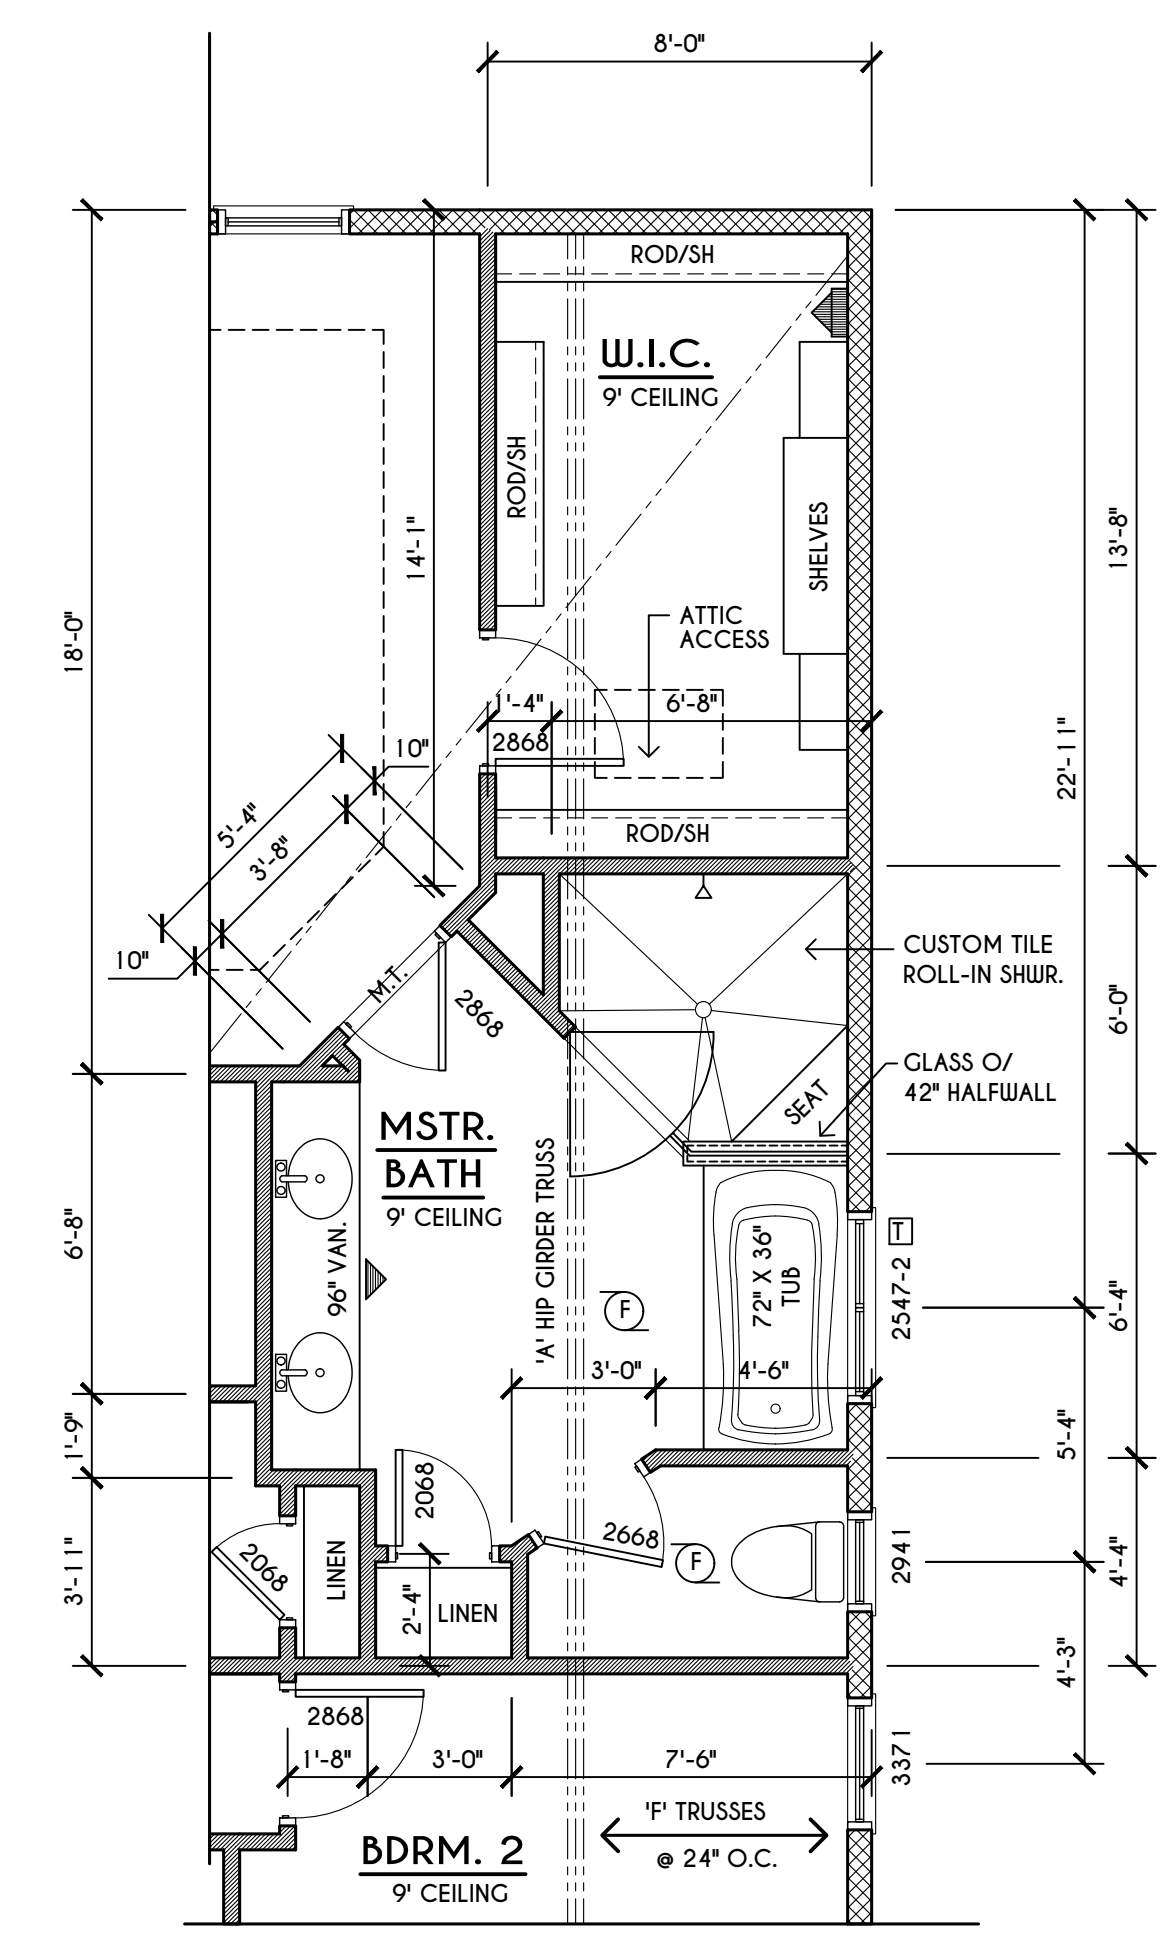 8'-0"
ROD/SH
W.I.C.
9' CEILING
ROD/SH
SHELVES
14'-1"
13'-8"
18'-0"
ATTIC
ACCESS
1'-4"
6'-8"
22'-11"
2868
10"
5'-4"
3'-8"
ROD/SH
10"
M.T.
2868
CUSTOM TILE
ROLL-IN SHWR.
6'-0"
GLASS O/
42" HALFWALL
SEAT
MSTR.
BATH
9' CEILING
'A' HIP GIRDER TRUSS
6'-8"
96" VAN.
72" X 36"
TUB
T
2547-2
6'-4"
F
3'-0"
4'-6"
1'-9"
5'-4"
2068
2668
F
2941
4'-4"
3'-11"
2068
LINEN
2'-4"
LINEN
4'-3"
2868
1'-8"
3'-0"
7'-6"
3371
'F' TRUSSES
@ 24" O.C.
BDRM. 2
9' CEILING